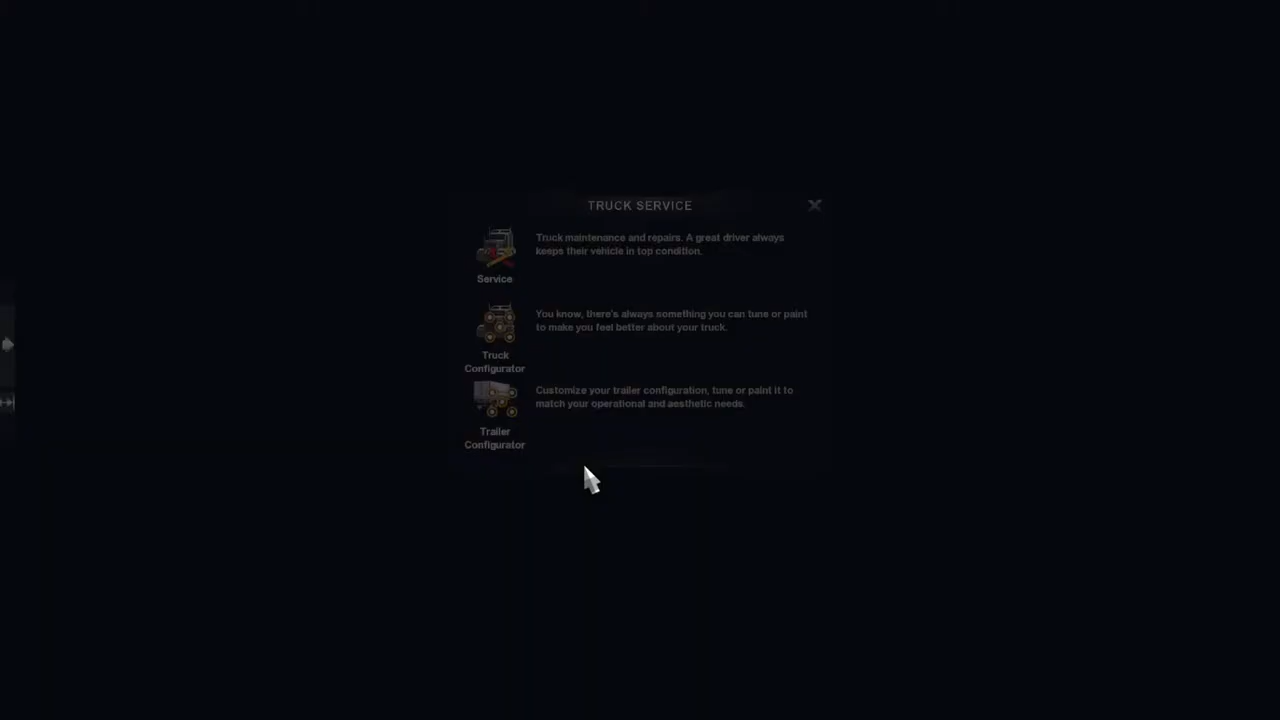 TRUCK SERVICE
Truck maintenance and repairs. A great driver always
keeps their vehicle in top condition.
Service
You know, there's always something you can tune or paint
to make you feel better about your truck.
Truck
Configurator
Customize your trailer configuration, tune or paint it to
match your operational and aesthetic needs.
Trailer
Configurator